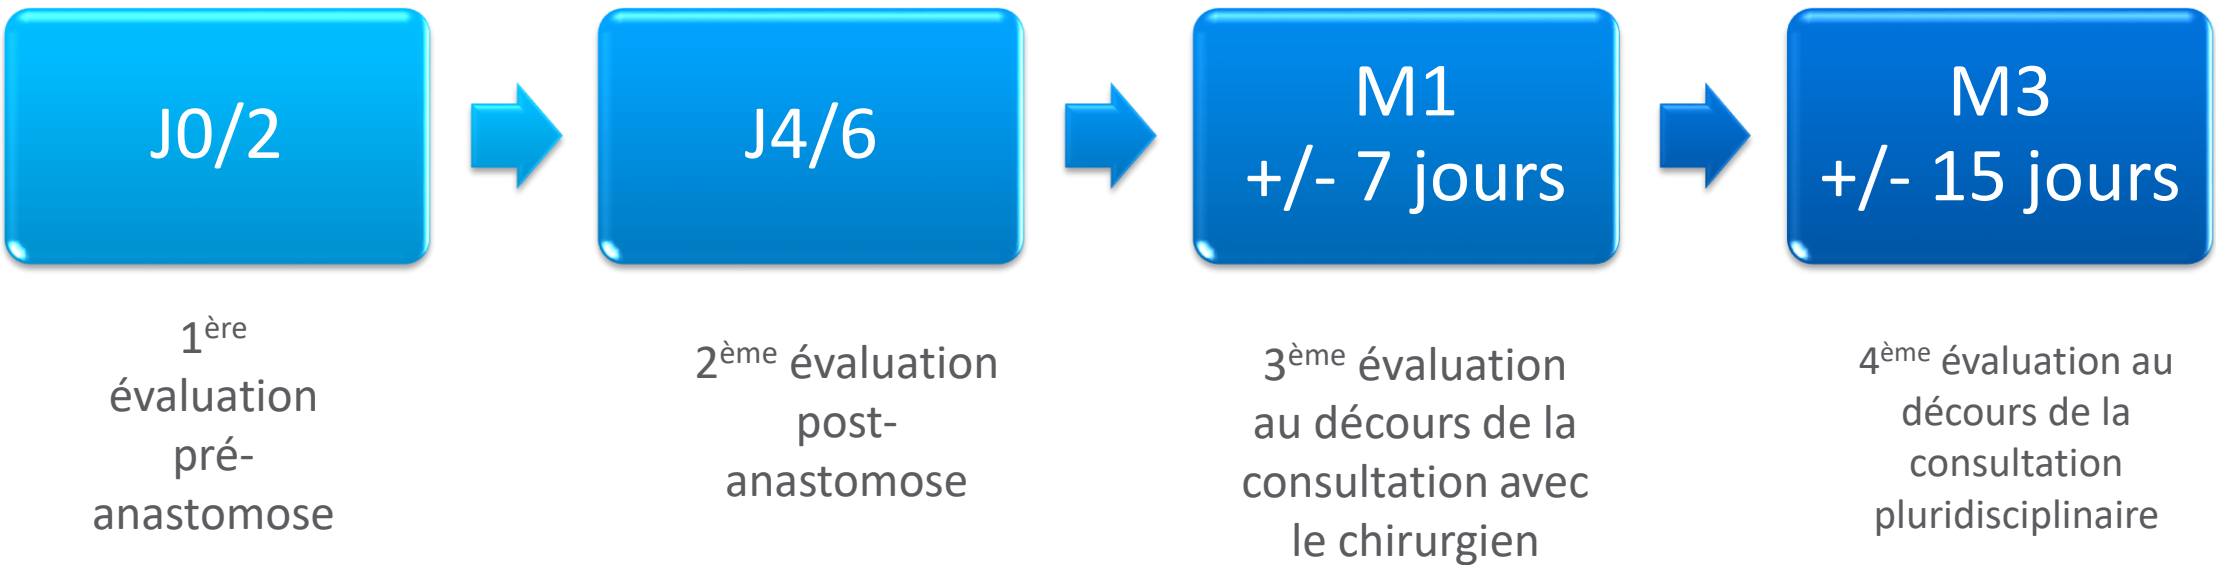 J0/2
J4/6
M1
+/- 7 jours
M3
+/- 15 jours
1ère
évaluation
pré-
anastomose
2ème évaluation
post-
anastomose
3ème évaluation
au décours de la
consultation avec
le chirurgien
4ème évaluation au
décours de la
consultation
pluridisciplinaire